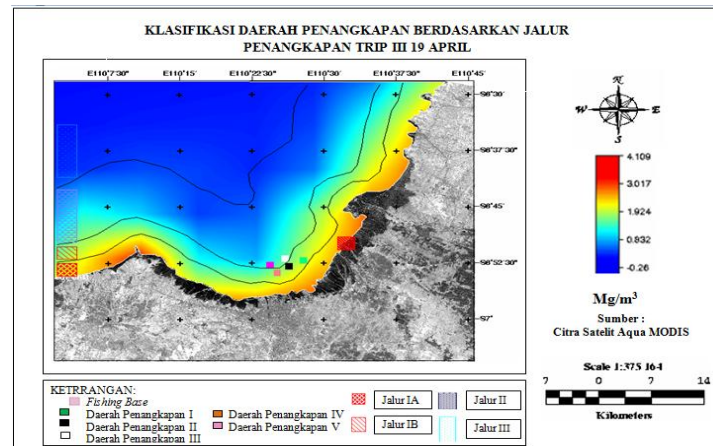 KLASIFIKASI DAERAH PENANGKAPAN BERDASARKAN JALUR
PENANGKAPAN TRIP III 19 APRIL
E110°7'30" E110°15' E110°22'30" E110°30' E110°37'30" E110°45'
S6°30'
S6°37'30"
S6°45'
S6°52'30"
S7°
N
W E
S
4.109
3.017
1.924
0.832
-0.26
Mg/m³
Sumber :
Citra Satelit Aqua MODIS
Scale 1:375 164
7 0 7 14
Kilometers
KETRRANGAN:
Fishing Base
Daerah Penangkapan I
Daerah Penangkapan II
Daerah Penangkapan III
Daerah Penangkapan IV
Daerah Penangkapan V
Jalur IA
Jalur IB
Jalur II
Jalur III